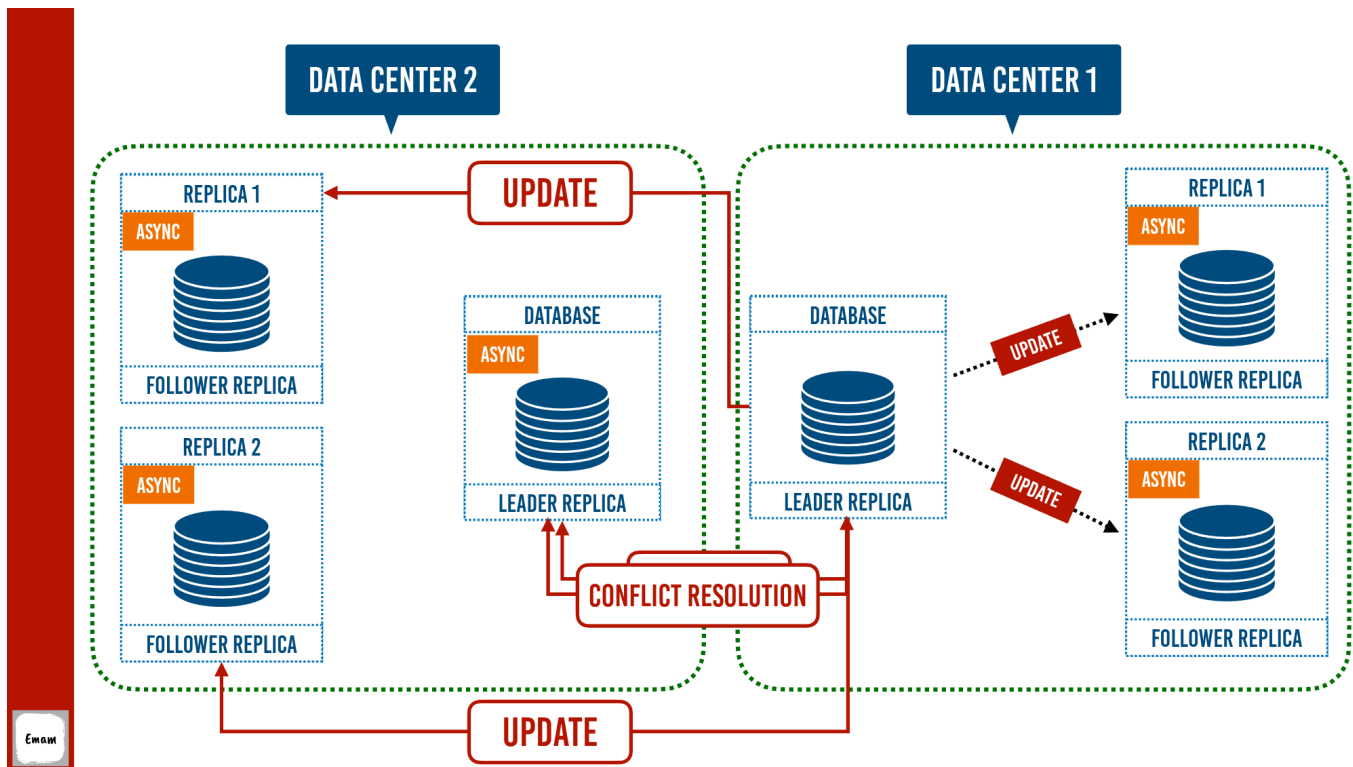 DATA CENTER 2
DATA CENTER 1
REPLICA 1
ASYNC
FOLLOWER REPLICA
REPLICA 2
ASYNC
FOLLOWER REPLICA
UPDATE
DATABASE
ASYNC
LEADER REPLICA
CONFLICT RESOLUTION
UPDATE
DATABASE
LEADER REPLICA
UPDATE
UPDATE
REPLICA 1
ASYNC
FOLLOWER REPLICA
REPLICA 2
ASYNC
FOLLOWER REPLICA
Emam